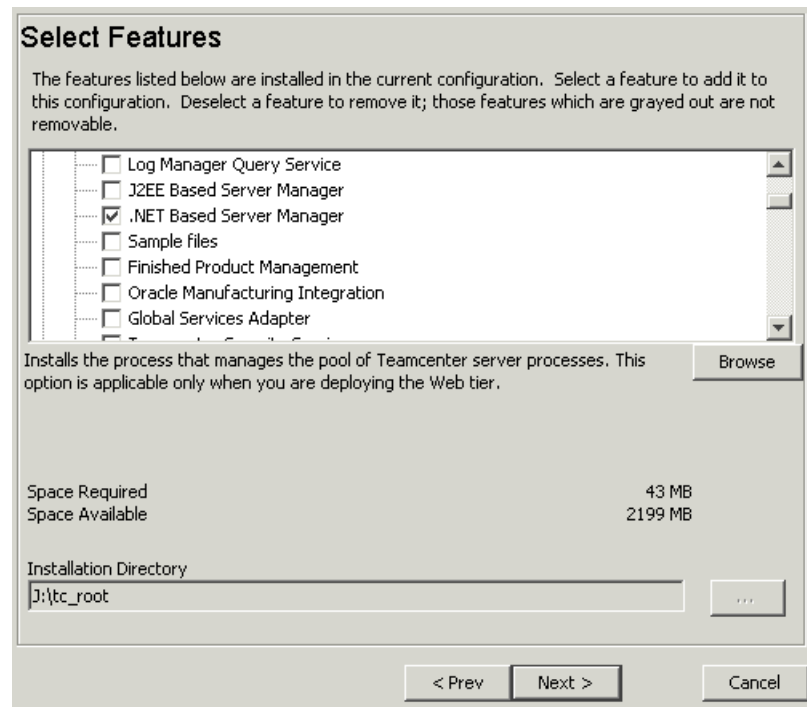 Select Features
The features listed below are installed in the current configuration. Select a feature to add it to
this configuration. Deselect a feature to remove it; those features which are grayed out are not
removable.
Log Manager Query Service
J2EE Based Server Manager
.NET Based Server Manager
Sample files
Finished Product Management
Oracle Manufacturing Integration
Global Services Adapter
Installs the process that manages the pool of Teamcenter server processes. This
option is applicable only when you are deploying the Web tier.
Browse
Space Required 43 MB
Space Available 2199 MB
Installation Directory
J:\tc_root
...
< Prev Next > Cancel